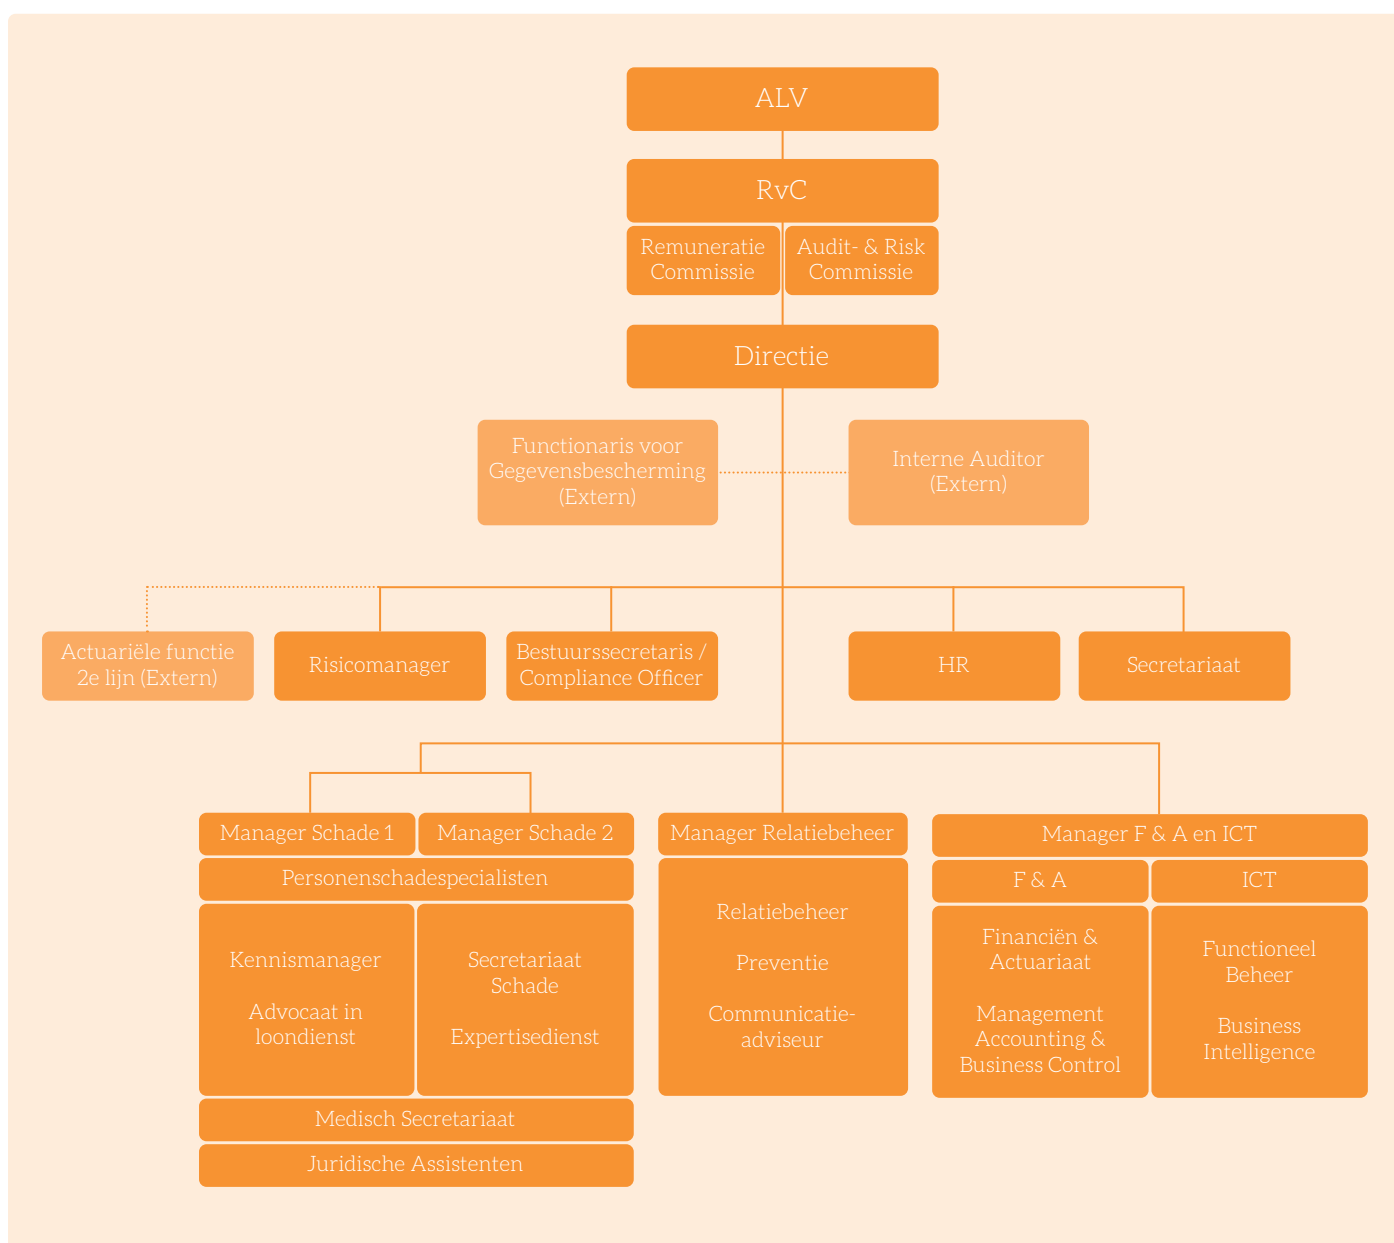 ALV
RvC
Remuneratie
Commissie
Audit- & Risk
Commissie
Directie
Functionaris voor
Gegevensbescherming
(Extern)
Interne Auditor
(Extern)
Actuariële functie
2e lijn (Extern)
Risicomanager
Bestuurssecretaris /
Compliance Officer
HR
Secretariaat
Manager Schade 1
Manager Schade 2
Personenschadespecialisten
Kennismanager
Advocaat in
loondienst
Secretariaat
Schade
Expertisedienst
Medisch Secretariaat
Juridische Assistenten
Manager Relatiebeheer
Relatiebeheer
Preventie
Communicatie-
adviseur
Manager F & A en ICT
F & A
ICT
Financiën &
Actuariaat
Management
Accounting &
Business Control
Functioneel
Beheer
Business
Intelligence